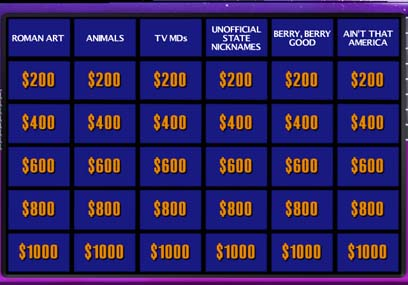 ROMAN ART
ANIMALS
TV MDs
UNOFFICIAL
STATE
NICKNAMES
BERRY, BERRY
GOOD
AIN'T THAT
AMERICA
$200 $200 $200 $200 $200 $200
$400 $400 $400 $400 $400 $400
$600 $600 $600 $600 $600 $600
$800 $800 $800 $800 $800 $800
$1000 $1000 $1000 $1000 $1000 $1000